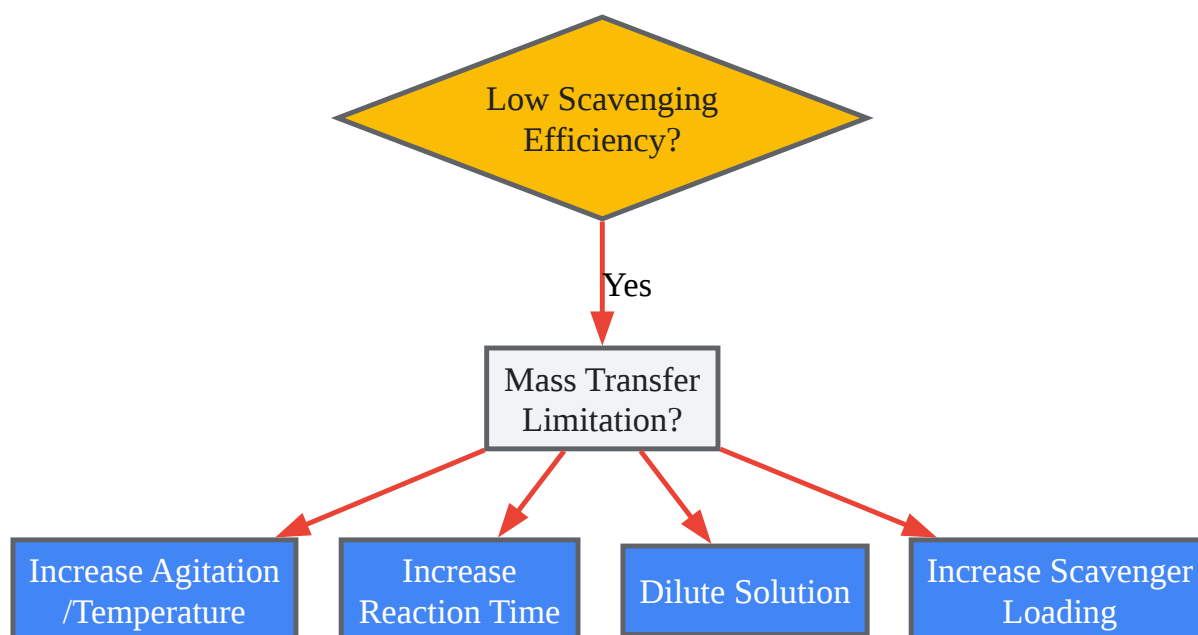 Low Scavenging
Efficiency?
Yes
Mass Transfer
Limitation?
Increase Agitation
/Temperature
Increase
Reaction Time
Dilute Solution
Increase Scavenger
Loading